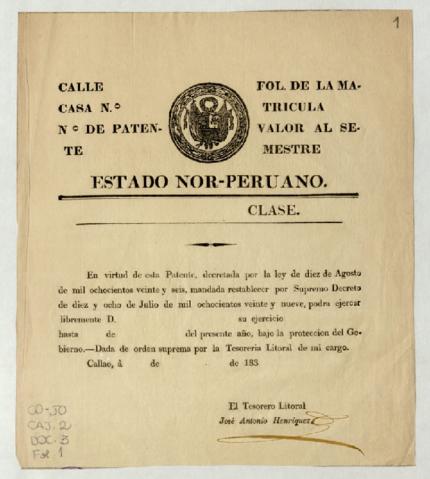 1
CALLE
CASA N.º
Nº DE PATEN-
TE
FOL. DE LA MA-
TRICULA
VALOR AL SE-
MESTRE
ESTADO NOR-PERUANO.
CLASE.
En virtud de esta Patente, decretada por la ley de diez de Agosto
de mil ochocientos veinte y seis, mandada restablecer por Supremo Decreto
de diez y ocho de Julio de mil ochocientos veinte y nueve, podra ejercer
libremente D. su ejercicio
hasta de del presente año, bajo la proteccion del Go-
bierno.—Dada de orden suprema por la Tesoreria Litoral de mi cargo.
Callao, á de de 183
El Tesorero Litoral
José Antonio Henriquez
CO-JO
CAJ. 2
DOC. 3
Fol 1